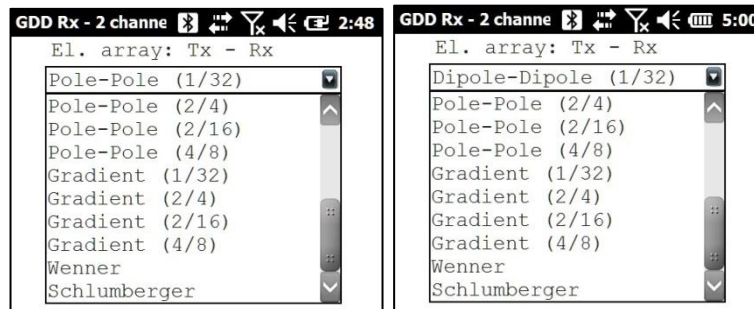 GDD Rx - 2 channe 2:48
El. array: Tx - Rx
Pole-Pole (1/32)
Pole-Pole (2/4)
Pole-Pole (2/16)
Pole-Pole (4/8)
Gradient (1/32)
Gradient (2/4)
Gradient (2/16)
Gradient (4/8)
Wenner
Schlumberger
GDD Rx - 2 channe 5:00
El. array: Tx - Rx
Dipole-Dipole (1/32)
Pole-Pole (2/4)
Pole-Pole (2/16)
Pole-Pole (4/8)
Gradient (1/32)
Gradient (2/4)
Gradient (2/16)
Gradient (4/8)
Wenner
Schlumberger